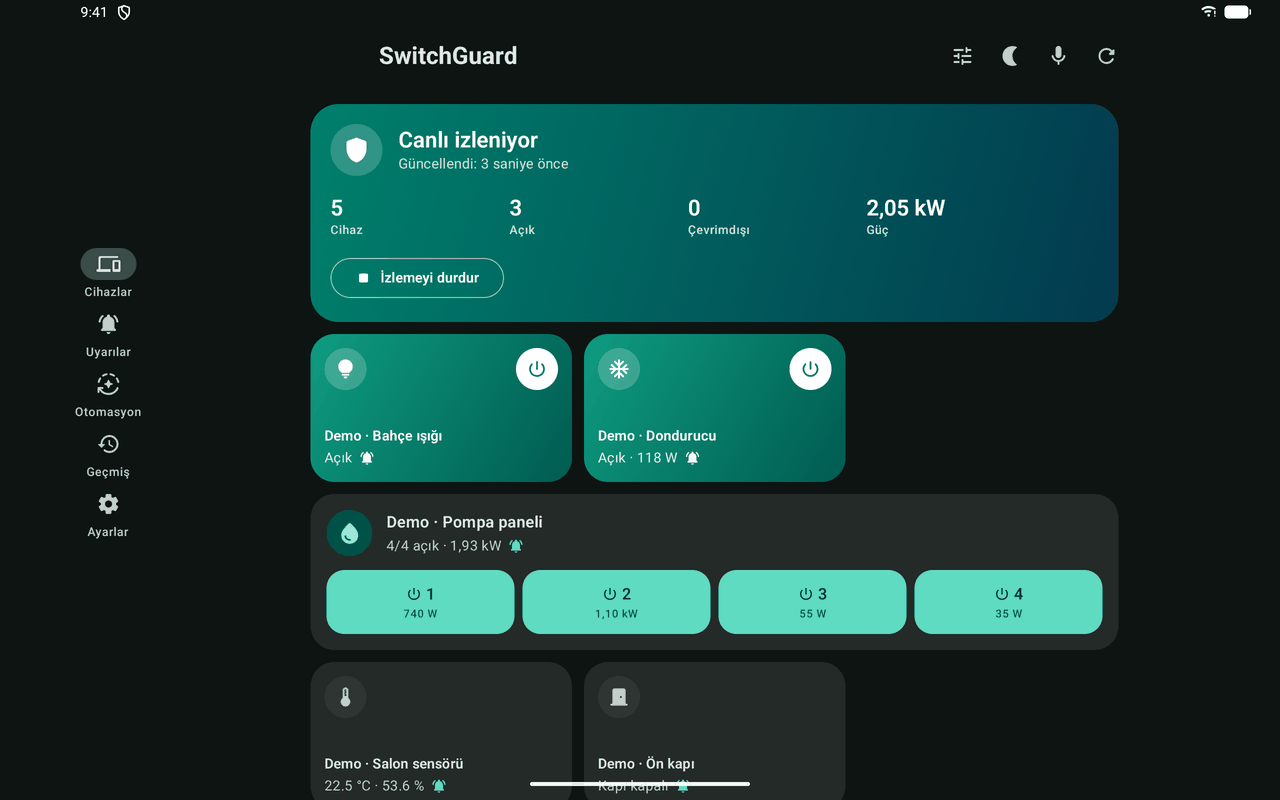 9:41
SwitchGuard
Canlı izleniyor
Güncellendi: 3 saniye önce
5
Cihaz
3
Açık
0
Çevrimdışı
2,05 kW
Güç
İzlemeyi durdur
Cihazlar
Uyarılar
Otomasyon
Geçmiş
Ayarlar
Demo · Bahçe ışığı
Açık
Demo · Dondurucu
Açık · 118 W
Demo · Pompa paneli
4/4 açık · 1,93 kW
1
740 W
2
1,10 kW
3
55 W
4
35 W
Demo · Salon sensörü
22.5 °C · 53.6 %
Demo · Ön kapı
Kapı kapalı